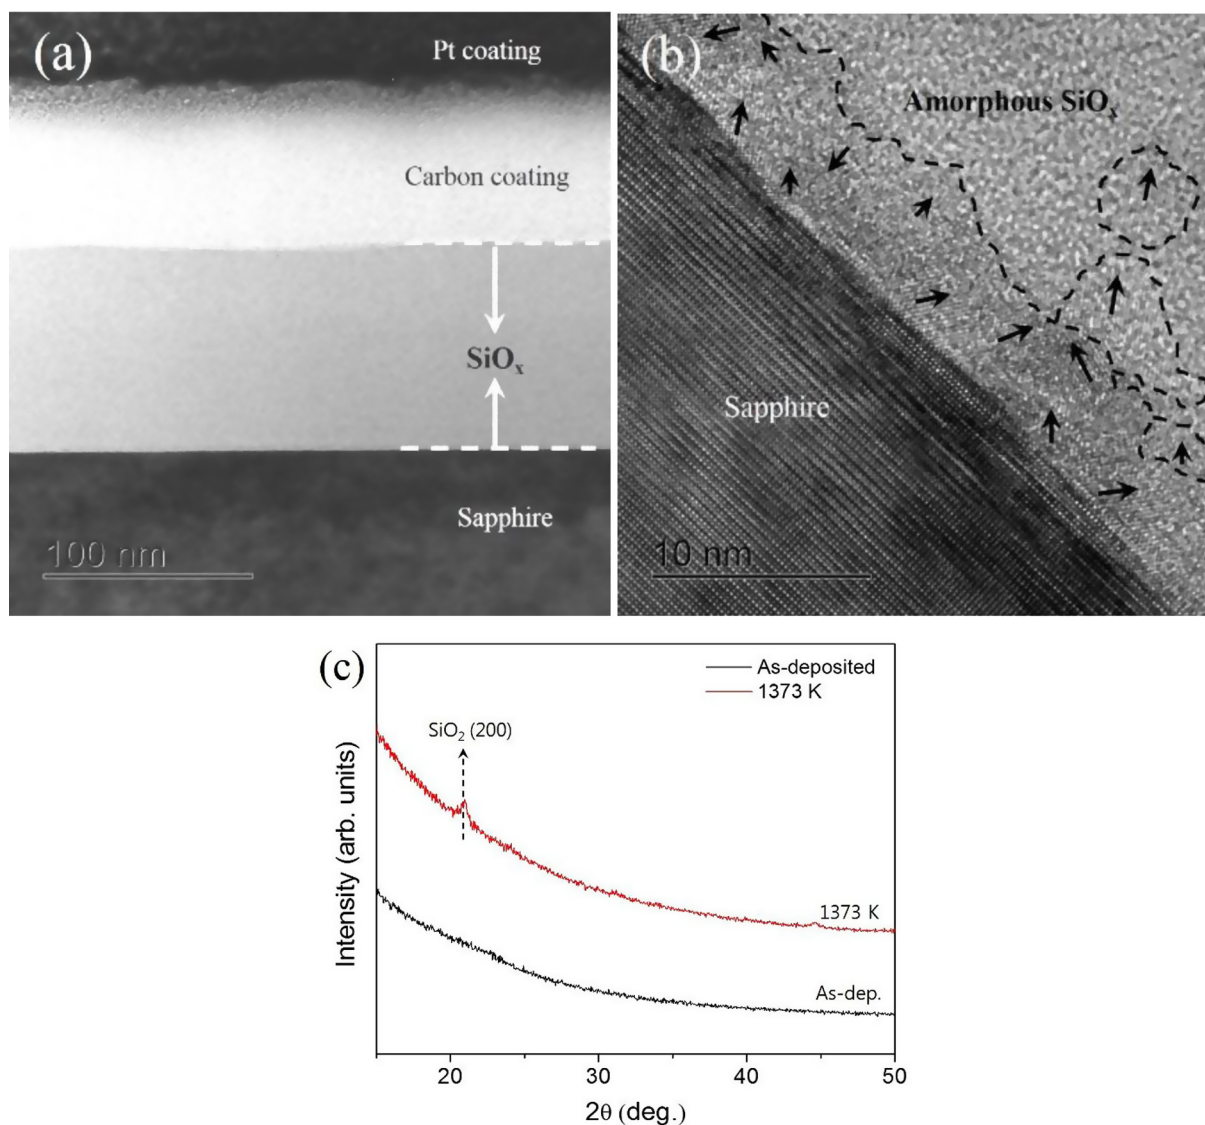 (a)
Pt coating
Carbon coating
SiOₓ
Sapphire
100 nm
(b)
Amorphous SiOₓ
Sapphire
10 nm
(c)
As-deposited
1373 K
SiO₂ (200)
1373 K
As-dep.
Intensity (arb. units)
20
30
40
50
2θ (deg.)